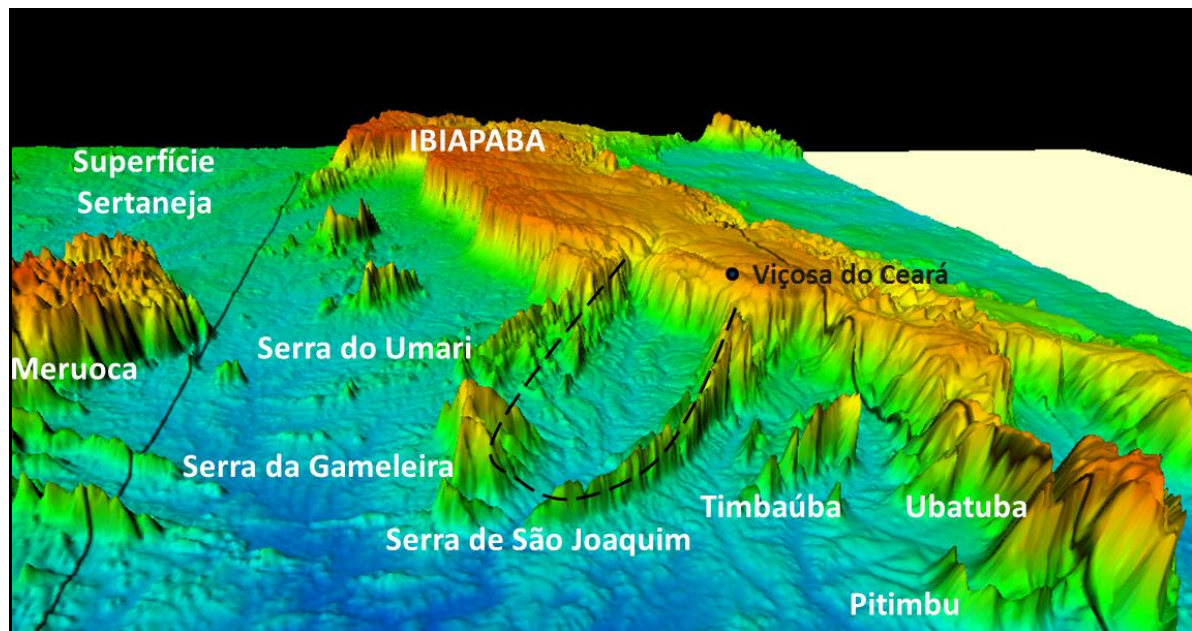 IBIAPABA
Superfície
Sertaneja
Viçosa do Ceará
Serra do Umari
Meruoca
Serra da Gameleira
Timbaúba
Ubatuba
Serra de São Joaquim
Pitimbu